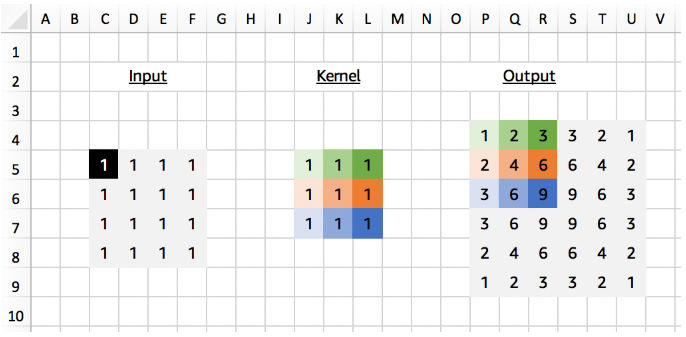 A B C D E F G H I J K L M N O P Q R S T U V
1
2 Input Kernel Output
3
4 1 2 3 3 2 1
5 1 1 1 1 1 1 1 2 4 6 6 4 2
6 1 1 1 1 1 1 1 3 6 9 9 6 3
7 1 1 1 1 1 1 1 3 6 9 9 6 3
8 1 1 1 1 2 4 6 6 4 2
9 1 2 3 3 2 1
10